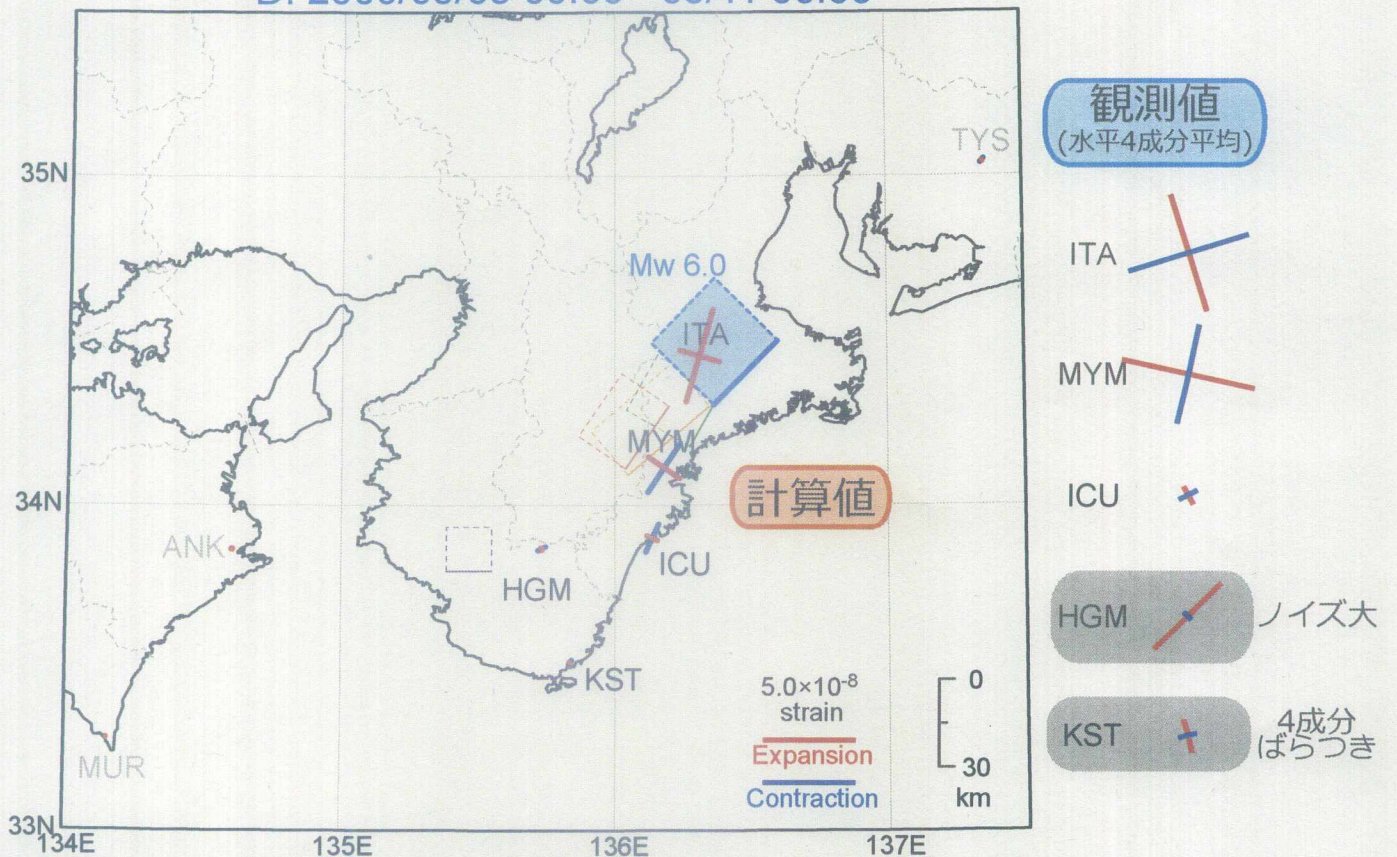 観測値
(水平4成分平均)
TYS
35N
ITA
Mw 6.0
ITA
MYM
MYM
計算値
34N
ICU
ANK
HGM
ICU
HGM
ノイズ大
KST
5.0×10-8
strain
0
Expansion
30
km
Contraction
KST
4成分
ばらつき
MUR
33N
134E
135E
136E
137E